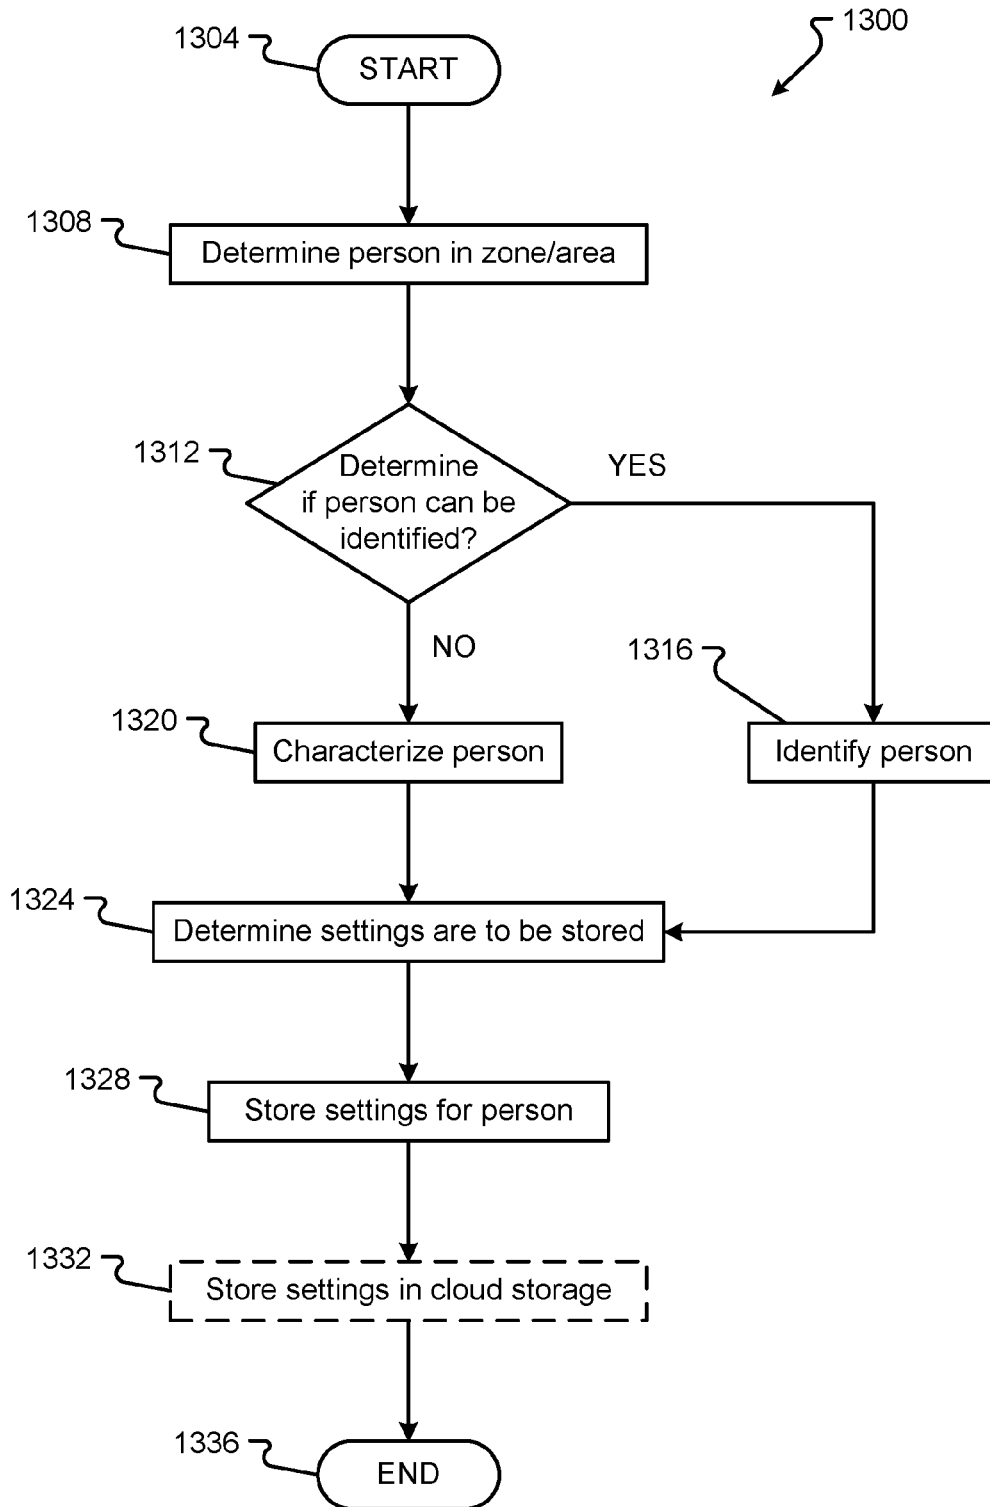 1300
1304
START
1308
Determine person in zone/area
1312
Determine
if person can be
identified?
YES
NO
1316
1320
Characterize person
Identify person
1324
Determine settings are to be stored
1328
Store settings for person
1332
Store settings in cloud storage
1336
END